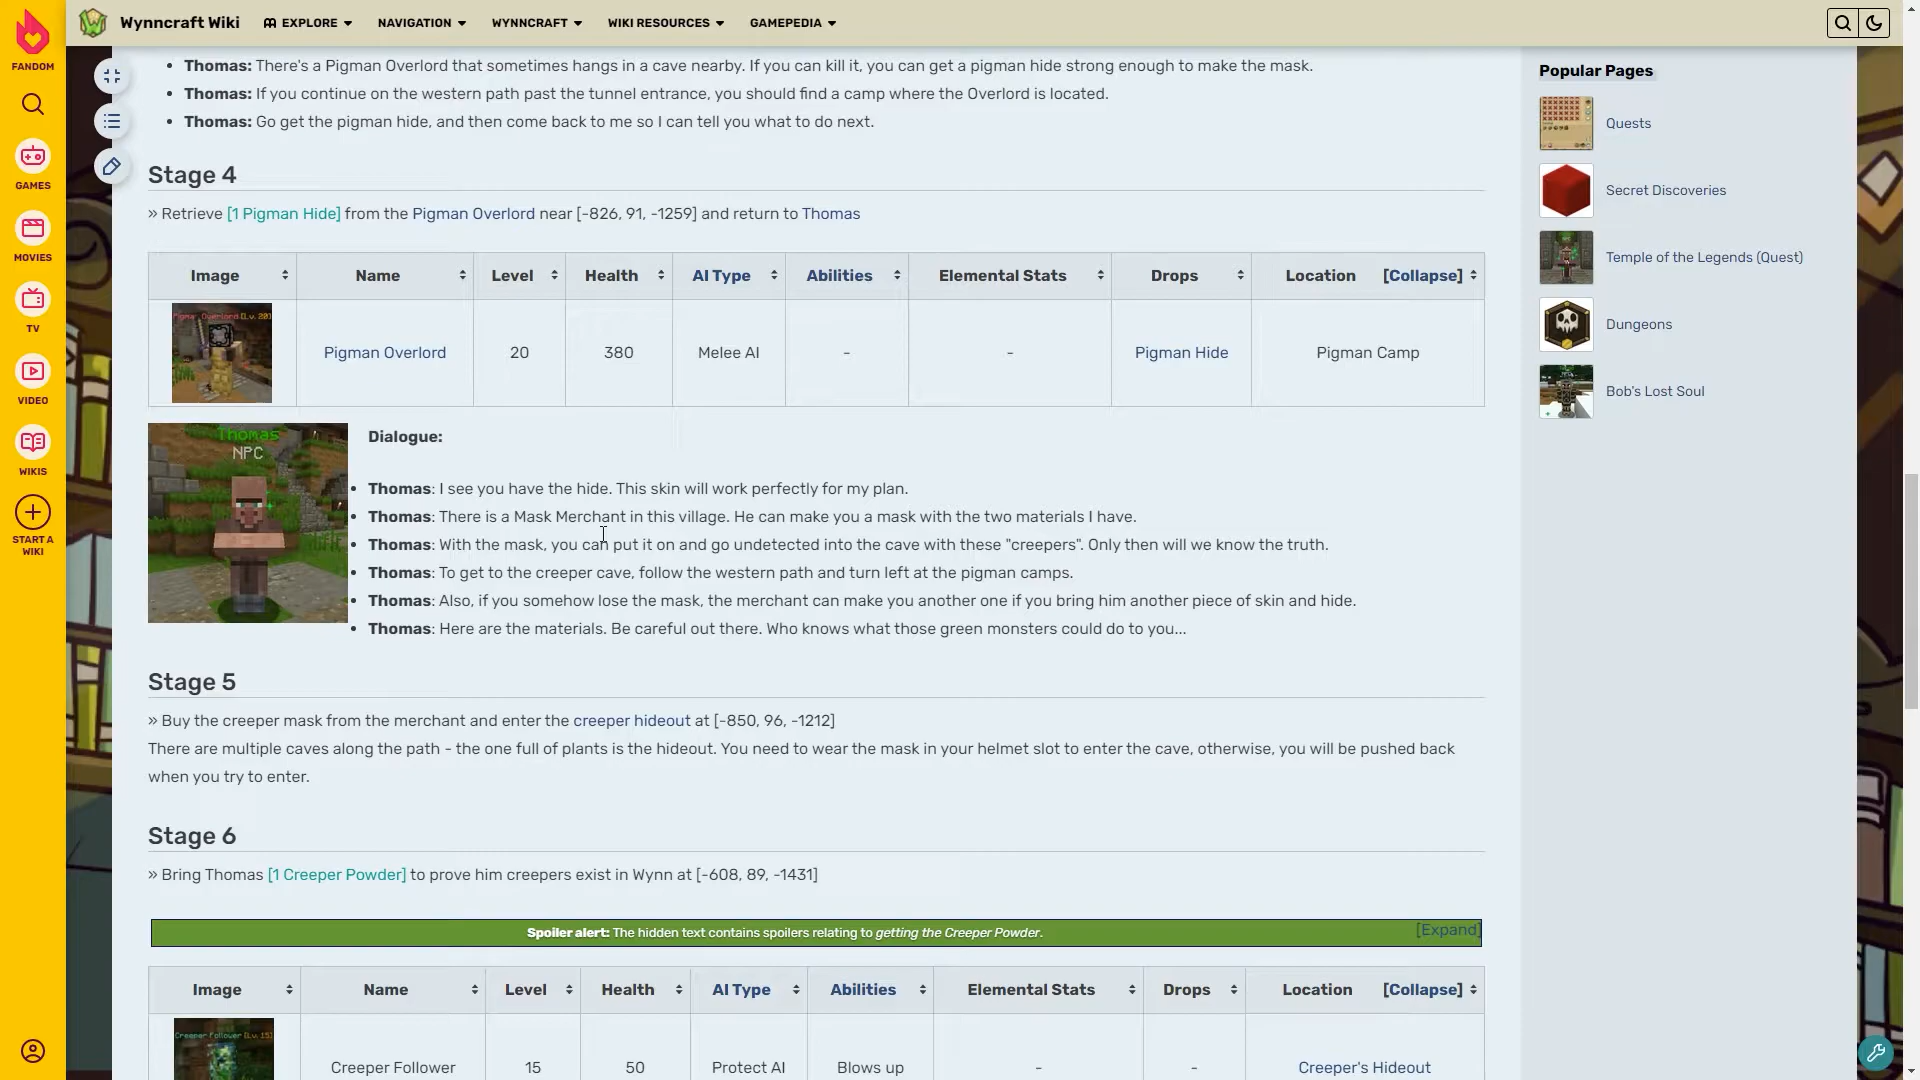 Wynncraft Wiki
EXPLORE
NAVIGATION
WYNNCRAFT
WIKI RESOURCES
GAMEPEDIA
FANDOM
GAMES
MOVIES
TV
VIDEO
WIKIS
START A
WIKI
Thomas: There's a Pigman Overlord that sometimes hangs in a cave nearby. If you can kill it, you can get a pigman hide strong enough to make the mask.
Thomas: If you continue on the western path past the tunnel entrance, you should find a camp where the Overlord is located.
Thomas: Go get the pigman hide, and then come back to me so I can tell you what to do next.
Stage 4
» Retrieve [1 Pigman Hide] from the Pigman Overlord near [-826, 91, -1259] and return to Thomas
Image Name Level Health AI Type Abilities Elemental Stats Drops Location [Collapse]
Pigman Overlord [Lv. 20]
Pigman Overlord 20 380 Melee AI - - Pigman Hide Pigman Camp
Thomas
NPC
Dialogue:
Thomas: I see you have the hide. This skin will work perfectly for my plan.
Thomas: There is a Mask Merchant in this village. He can make you a mask with the two materials I have.
Thomas: With the mask, you can put it on and go undetected into the cave with these "creepers". Only then will we know the truth.
Thomas: To get to the creeper cave, follow the western path and turn left at the pigman camps.
Thomas: Also, if you somehow lose the mask, the merchant can make you another one if you bring him another piece of skin and hide.
Thomas: Here are the materials. Be careful out there. Who knows what those green monsters could do to you...
Stage 5
» Buy the creeper mask from the merchant and enter the creeper hideout at [-850, 96, -1212]
There are multiple caves along the path - the one full of plants is the hideout. You need to wear the mask in your helmet slot to enter the cave, otherwise, you will be pushed back
when you try to enter.
Stage 6
» Bring Thomas [1 Creeper Powder] to prove him creepers exist in Wynn at [-608, 89, -1431]
Spoiler alert: The hidden text contains spoilers relating to getting the Creeper Powder.
[Expand]
Image Name Level Health AI Type Abilities Elemental Stats Drops Location [Collapse]
Creeper Follower [Lv. 15]
Creeper Follower 15 50 Protect AI Blows up - - Creeper's Hideout
Popular Pages
Quests
Secret Discoveries
Temple of the Legends (Quest)
Dungeons
Bob's Lost Soul